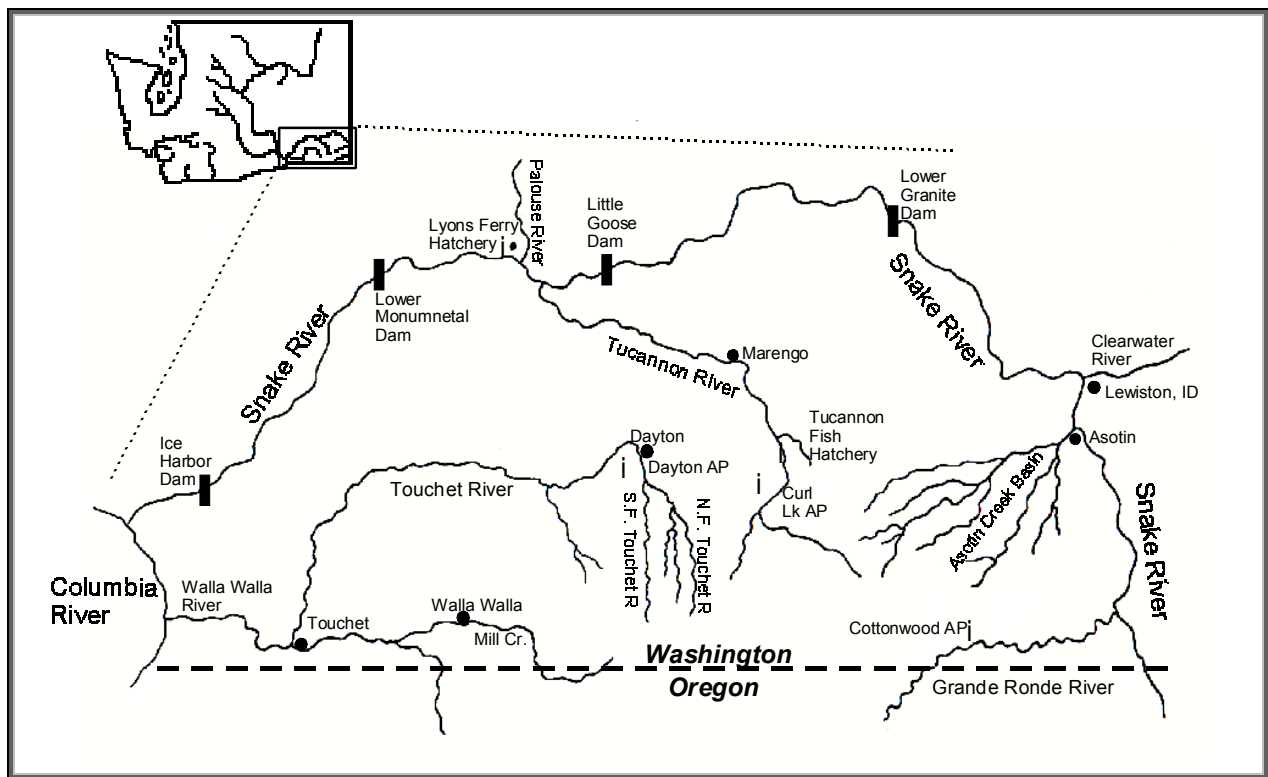 Palouse River
Lower
Granite
Dam
Little
Goose
Dam
Lyons Ferry
Hatchery
Lower
Monumnetal
Dam
Snake River
Snake River
Clearwater
River
Lewiston, ID
Marengo
Tucannon River
Tucannon
Fish
Hatchery
Asotin
Ice
Harbor
Dam
Dayton
Dayton AP
Touchet River
Curl
Lk AP
S.F. Touchet R
N.F. Touchet R
Asotin Creek Basin
Snake River
Columbia
River
Walla Walla
River
Touchet
Walla Walla
Mill Cr.
Cottonwood AP
Washington
Oregon
Grande Ronde River